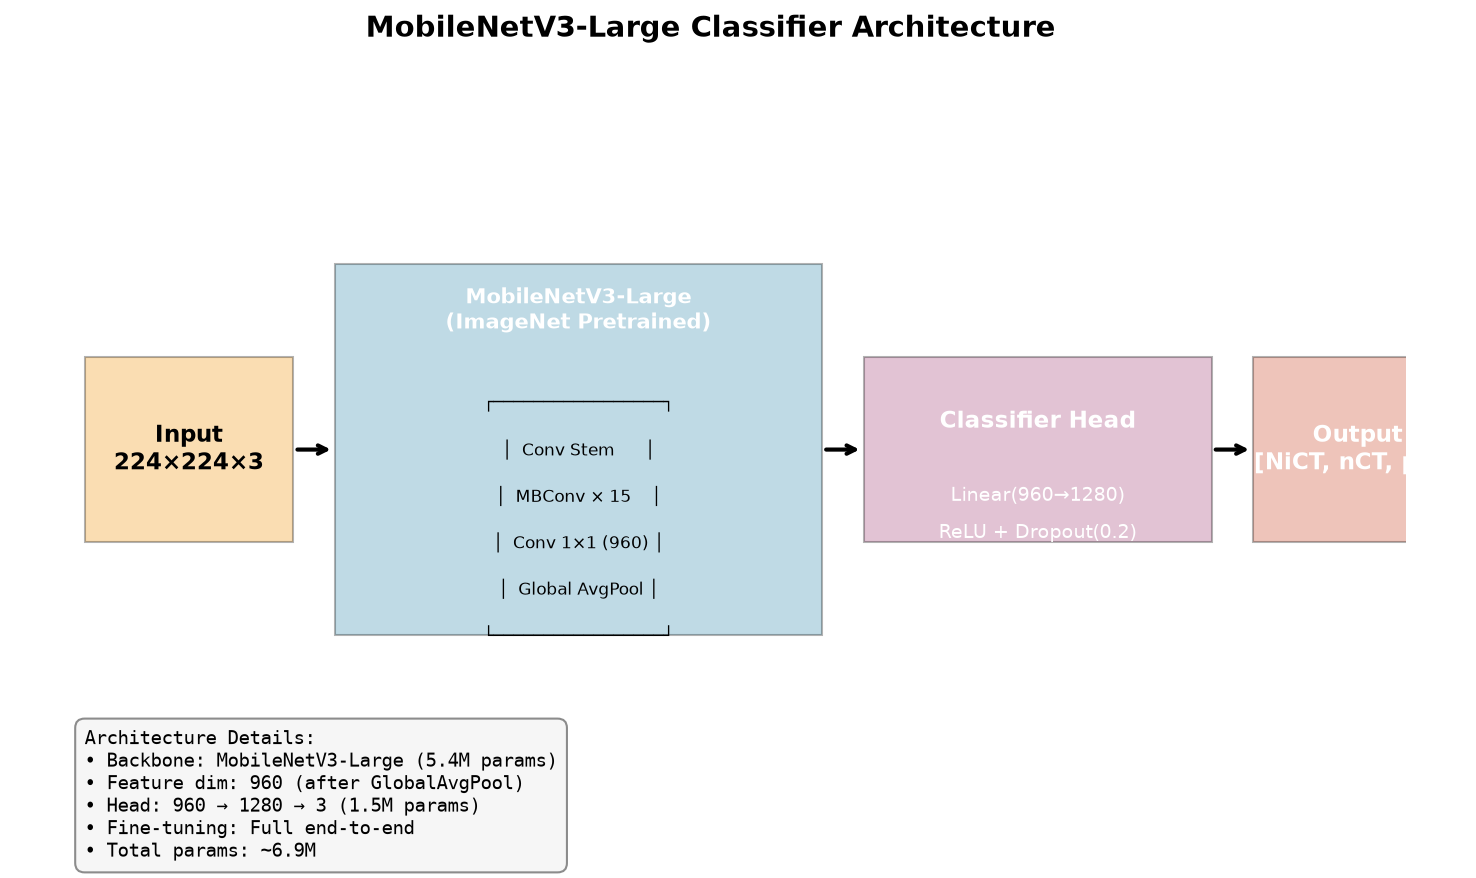 MobileNetV3-Large Classifier Architecture
Input
224×224×3
MobileNetV3-Large
(ImageNet Pretrained)
┌─────────────────┐
│ Conv Stem │
│ MBConv × 15 │
│ Conv 1×1 (960) │
│ Global AvgPool │
└─────────────────┘
Classifier Head
Linear(960→1280)
ReLU + Dropout(0.2)
Output
[NiCT, nCT,
Architecture Details:
• Backbone: MobileNetV3-Large (5.4M params)
• Feature dim: 960 (after GlobalAvgPool)
• Head: 960 → 1280 → 3 (1.5M params)
• Fine-tuning: Full end-to-end
• Total params: ~6.9M